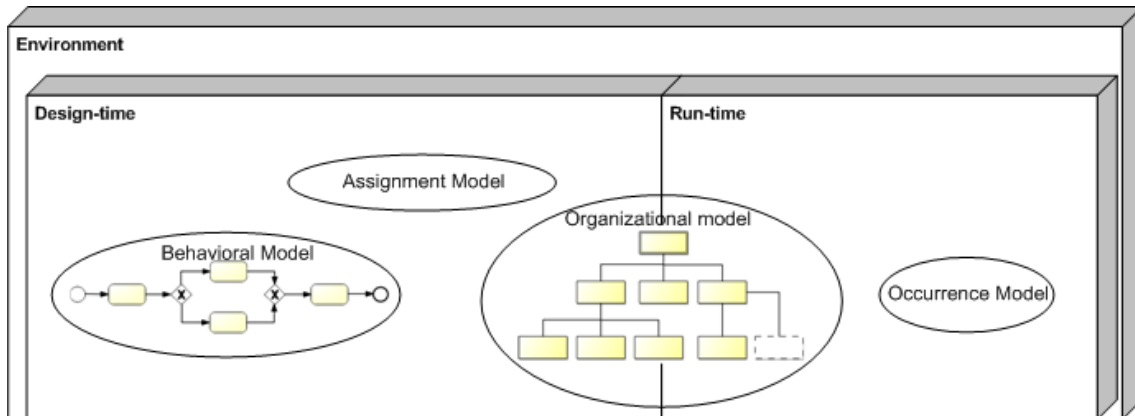 Environment
Design-time
Run-time
Assignment Model
Organizational model
Behavioral Model
X
X
Occurrence Model